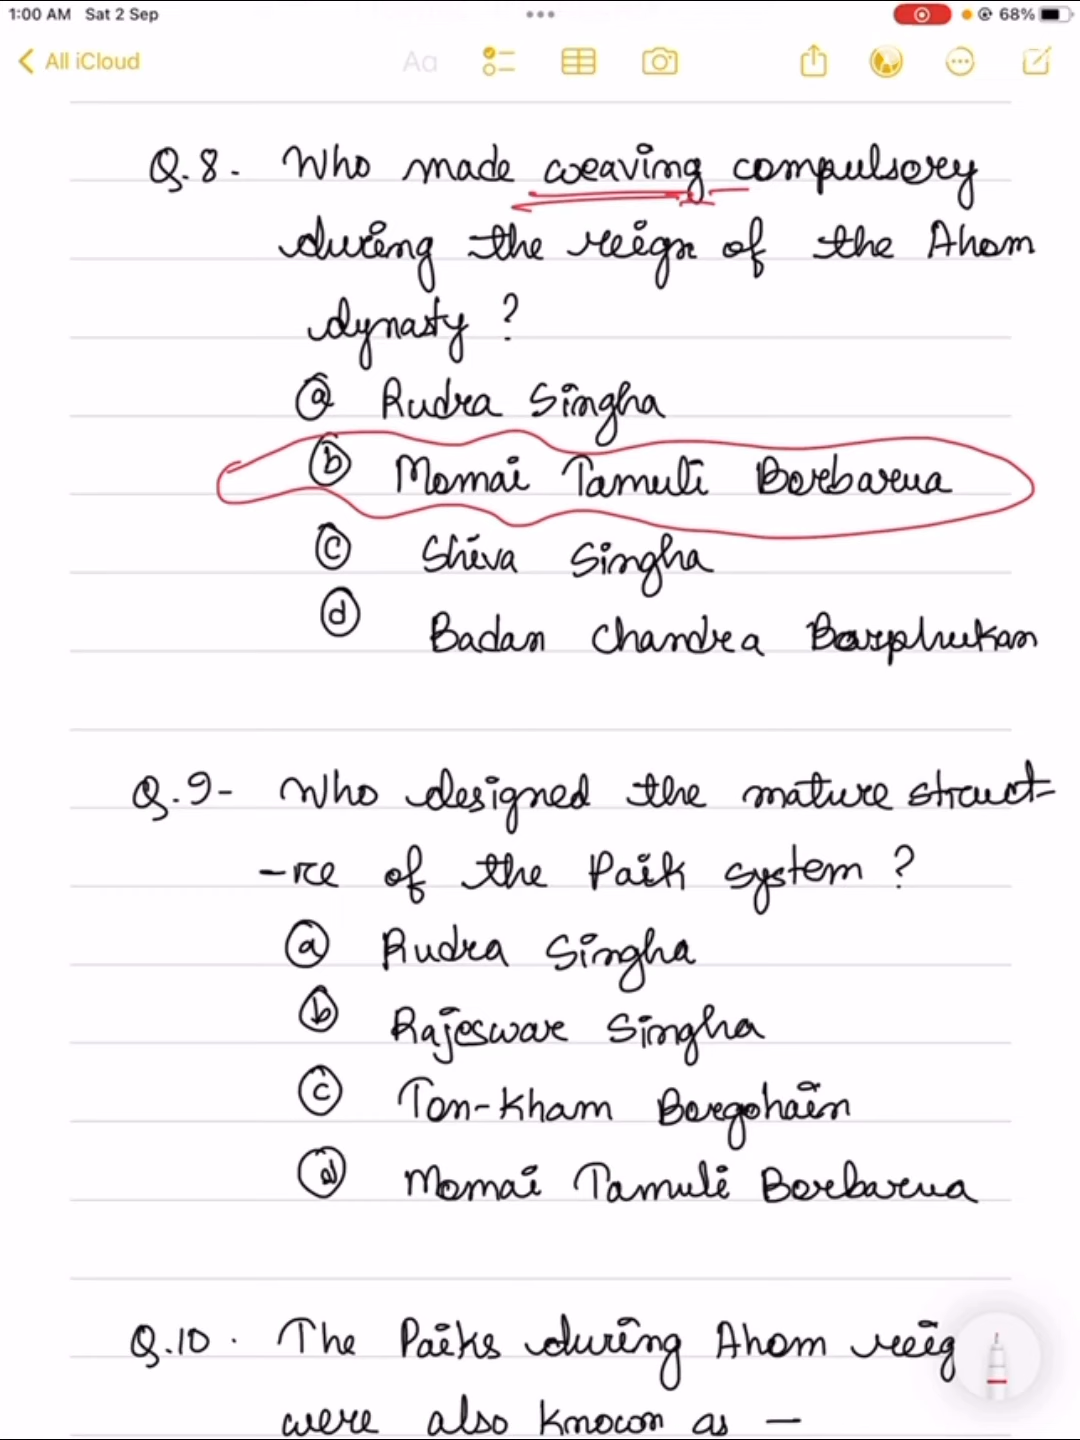 1:00 AM Sat 2 Sep
68%
All iCloud
Aa
Q.8. Who made weaving compulsory
during the reign of the Ahom
dynasty ?
(a) Rudra Singha
(b) Momai Tamuli Borbarua
(c) Shiva Singha
(d) Badan Chandra Borphukan
Q.9- Who designed the mature struct-
-re of the Paik system ?
(a) Rudra Singha
(b) Rajeswar Singha
(c) Ton-Kham Borgohain
(d) Momai Tamuli Borbarua
Q.10. The Paiks during Ahom reig
were also known as -